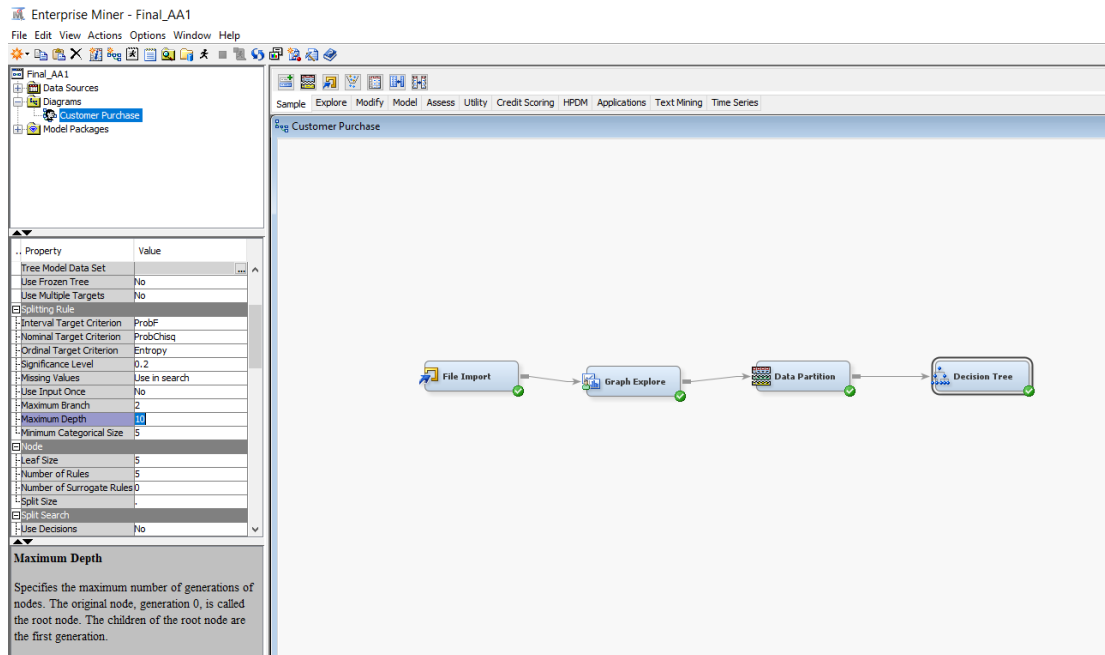 Enterprise Miner - Final_AA1
File Edit View Actions Options Window Help
Final_AA1
Data Sources
Diagrams
Customer Purchase
Model Packages
.. Property Value
Tree Model Data Set ...
Use Frozen Tree No
Use Multiple Targets No
Splitting Rule
Interval Target Criterion ProbF
Nominal Target Criterion ProbChisq
Ordinal Target Criterion Entropy
Significance Level 0.2
Missing Values Use in search
Use Input Once No
Maximum Branch 2
Maximum Depth 10
Minimum Categorical Size 5
Node
Leaf Size 5
Number of Rules 5
Number of Surrogate Rules 0
Split Size .
Split Search
Use Decisions No
Maximum Depth
Specifies the maximum number of generations of
nodes. The original node, generation 0, is called
the root node. The children of the root node are
the first generation.
Sample Explore Modify Model Assess Utility Credit Scoring HPDM Applications Text Mining Time Series
Customer Purchase
File Import
Graph Explore
Data Partition
Decision Tree